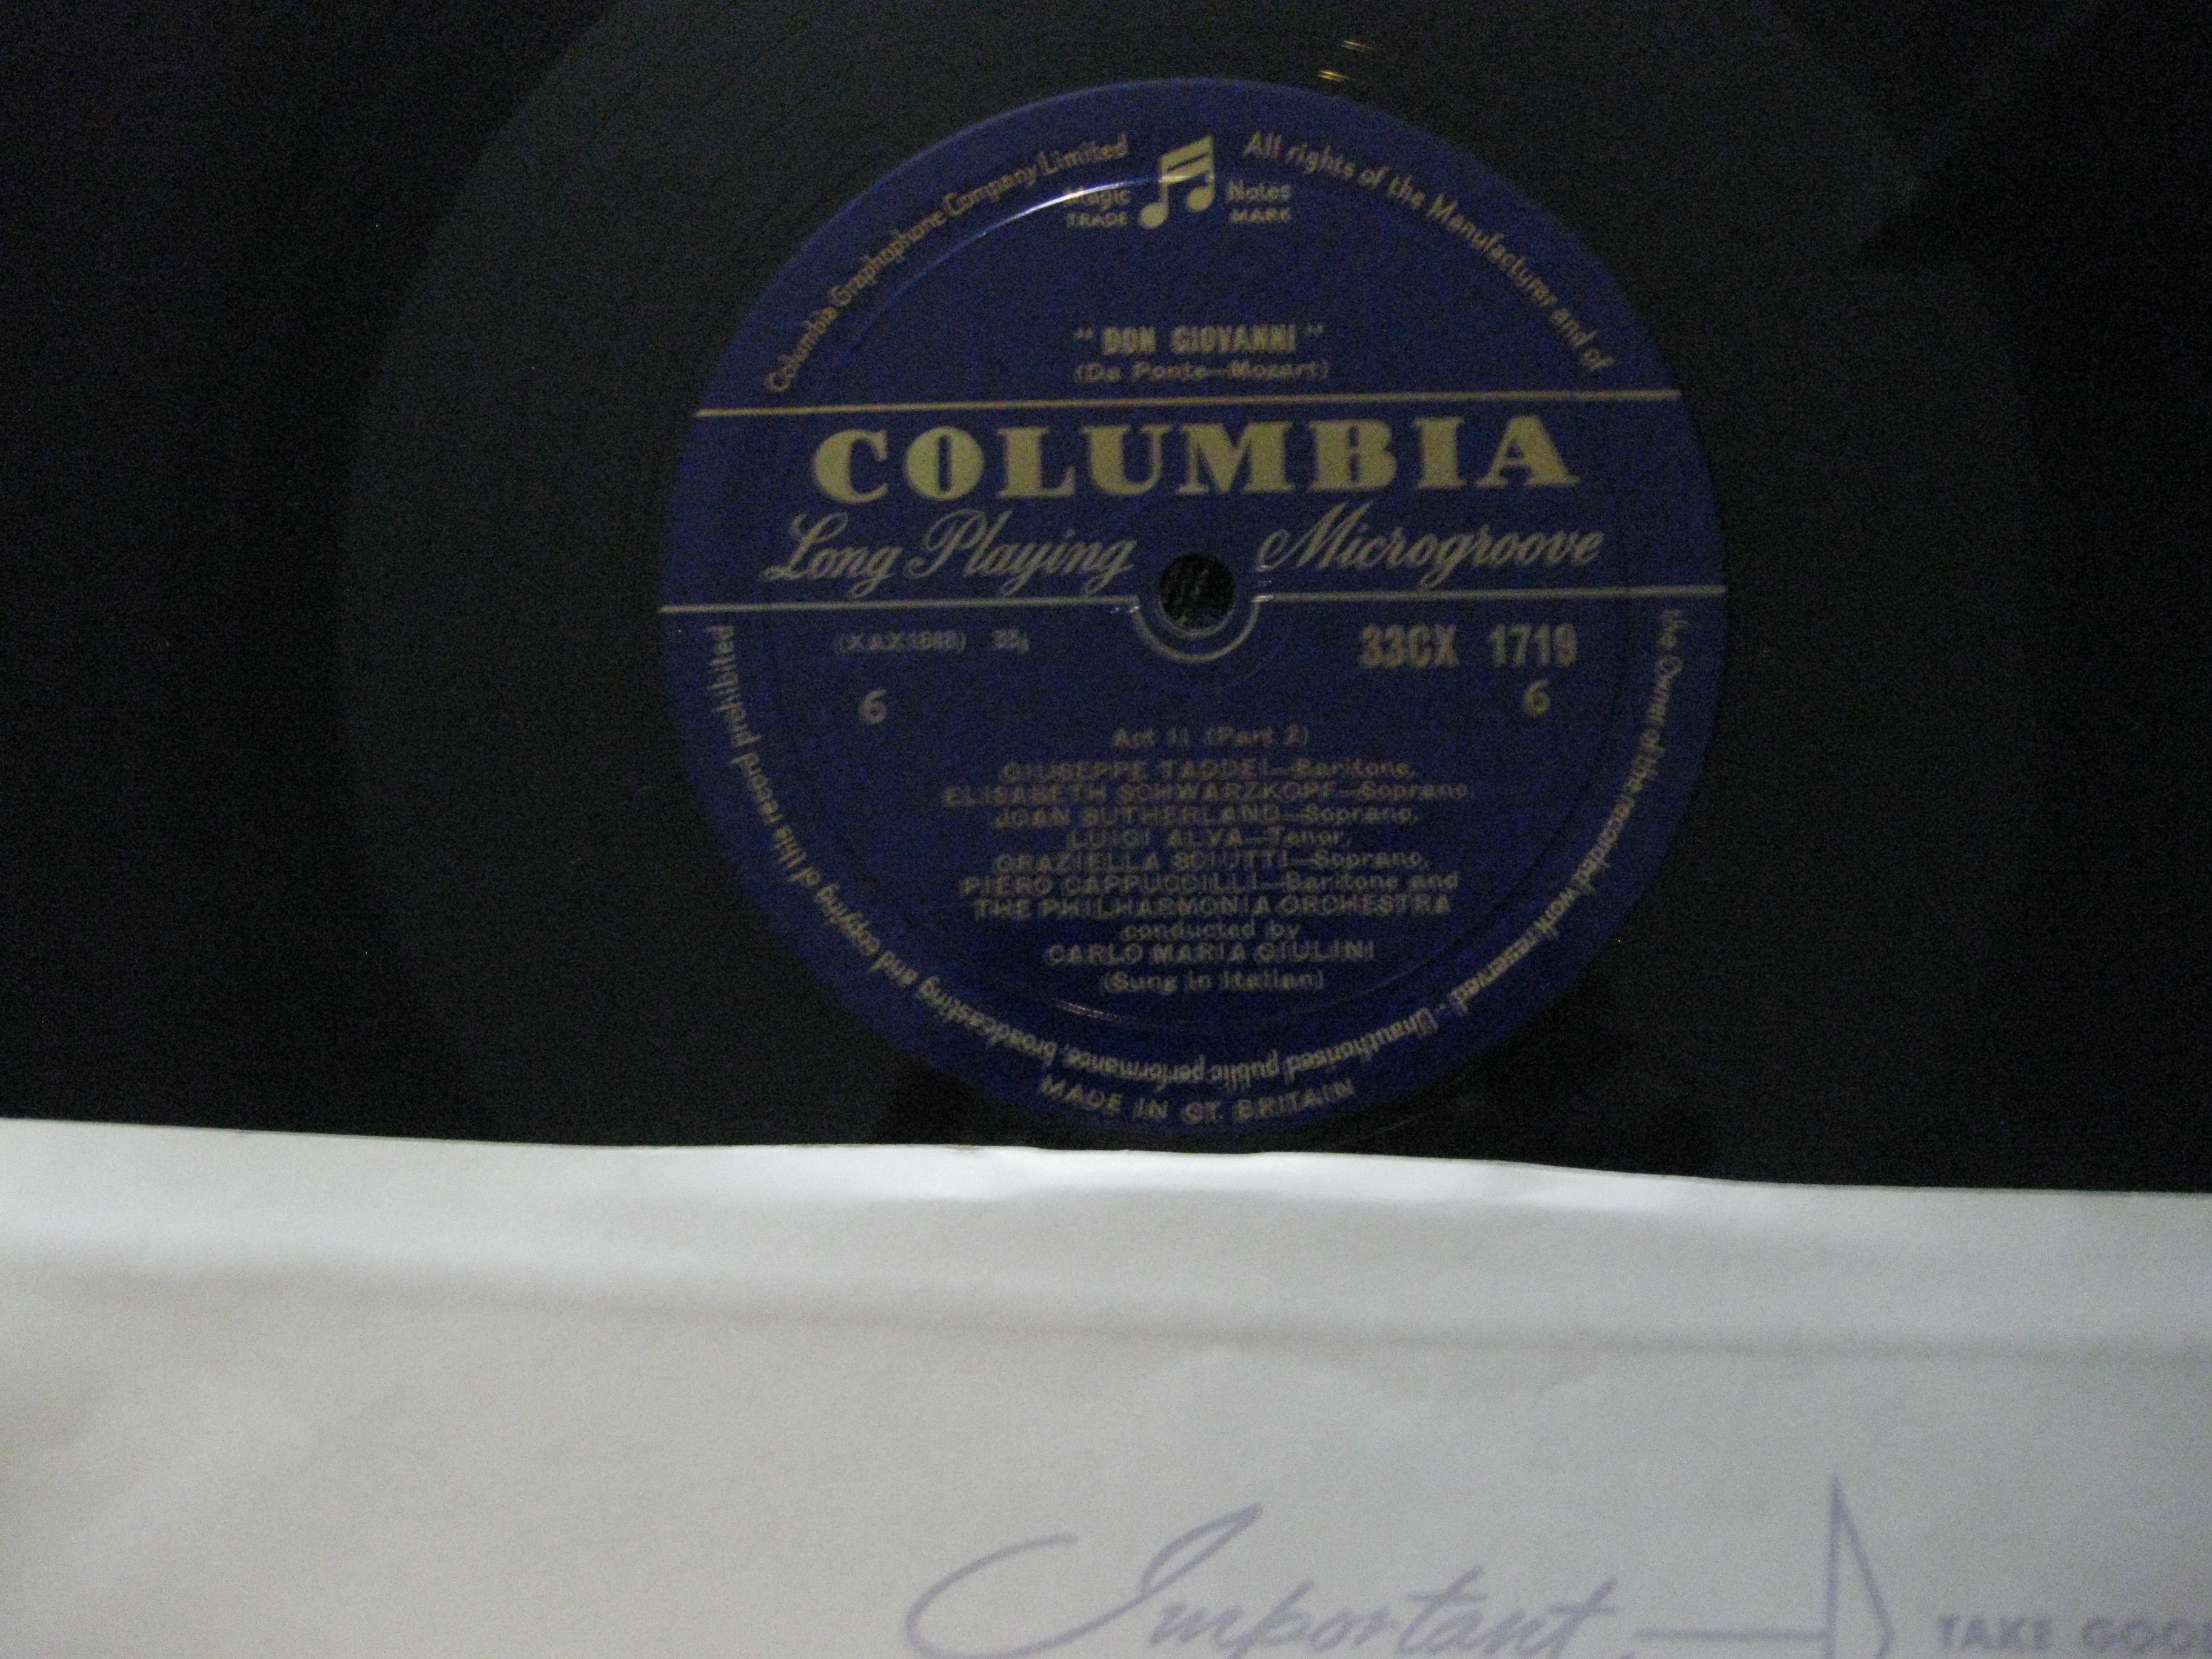 Columbia Graphophone Company Limited
Magic Notes
TRADE MARK
All rights of the Manufacturer and of
the Owner of the recorded work reserved - Unauthorised public performance, broadcasting and copying of this record prohibited
"DON GIOVANNI"
(Da Ponte—Mozart)
COLUMBIA
Long Playing Microgroove
33CX 1719
6 6
Act II (Part 2)
GIUSEPPE TADDEI—Baritone,
ELISABETH SCHWARZKOPF—Soprano,
JOAN SUTHERLAND—Soprano,
LUIGI ALVA—Tenor,
GRAZIELLA SCIUTTI—Soprano,
PIERO CAPPUCCILLI—Baritone and
THE PHILHARMONIA ORCHESTRA
conducted by
CARLO MARIA GIULINI
(Sung in Italian)
MADE IN GT. BRITAIN
Important
TAKE